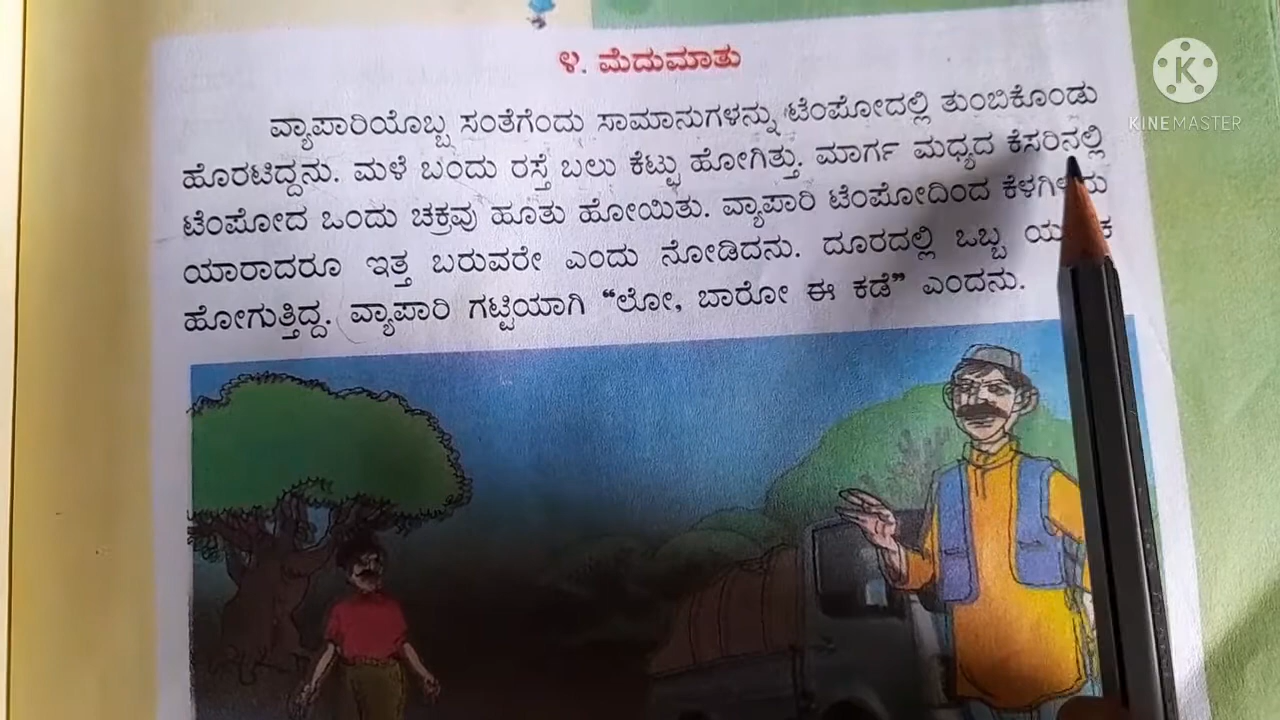 ೪. ಮೆದುಮಾತು
ವ್ಯಾಪಾರಿಯೊಬ್ಬ ಸಂತೆಗೆಂದು ಸಾಮಾನುಗಳನ್ನು ಟೆಂಪೋದಲ್ಲಿ ತುಂಬಿಕೊಂಡು
ಹೊರಟಿದ್ದನು. ಮಳೆ ಬಂದು ರಸ್ತೆ ಬಲು ಕೆಟ್ಟು ಹೋಗಿತ್ತು. ಮಾರ್ಗ ಮಧ್ಯದ ಕೆಸರಿನಲ್ಲಿ
ಟೆಂಪೋದ ಒಂದು ಚಕ್ರವು ಹೂತು ಹೋಯಿತು. ವ್ಯಾಪಾರಿ ಟೆಂಪೋದಿಂದ
ಯಾರಾದರೂ ಇತ್ತ ಬರುವರೇ ಎಂದು ನೋಡಿದನು. ದೂರದಲ್ಲಿ ಒಬ್ಬ
ಹೋಗುತ್ತಿದ್ದ. ವ್ಯಾಪಾರಿ ಗಟ್ಟಿಯಾಗಿ “ಲೋ, ಬಾರೋ ಈ ಕಡೆ” ಎಂದನು.
KINEMASTER